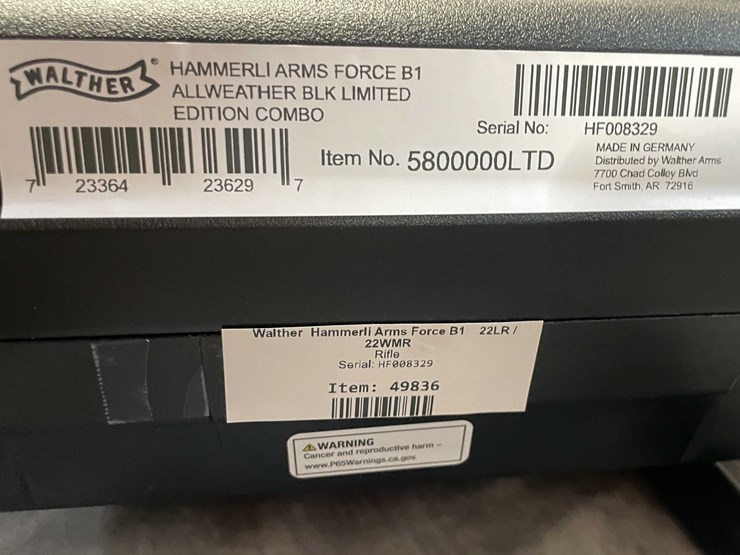 WALTHER®
HAMMERLI ARMS FORCE B1
ALLWEATHER BLK LIMITED
EDITION COMBO
7 23364 23629 7
Item No. 5800000LTD
Serial No: HF008329
MADE IN GERMANY
Distributed by Walther Arms
7700 Chad Colley Blvd
Fort Smith, AR 72916
Walther Hammerli Arms Force B1 22LR /
22WMR
Rifle
Serial: HF008329
Item: 49836
WARNING
Cancer and reproductive harm -
www.P65Warnings.ca.gov